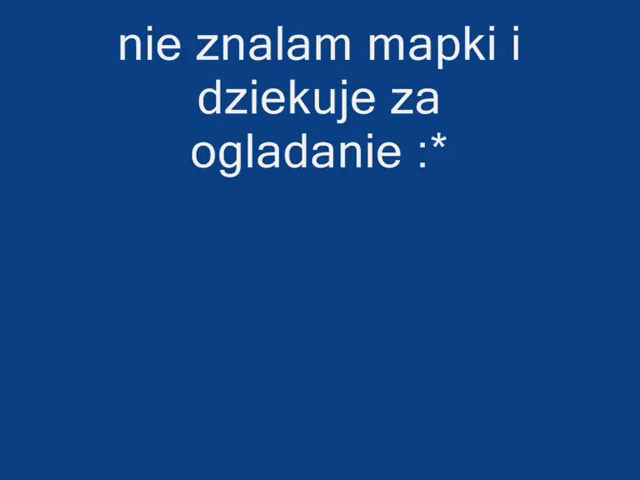 nie znalam mapki i
dziekuje za
ogladanie :*